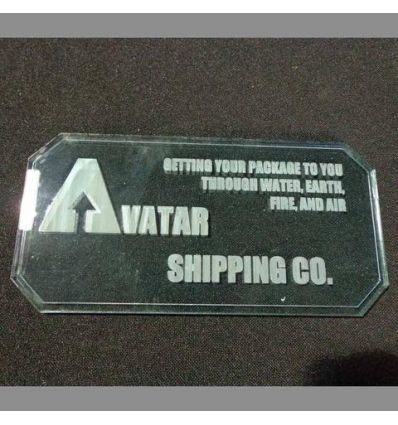 GETTING YOUR PACKAGE TO YOU
THROUGH WATER, EARTH,
FIRE, AND AIR
AVATAR
SHIPPING CO.